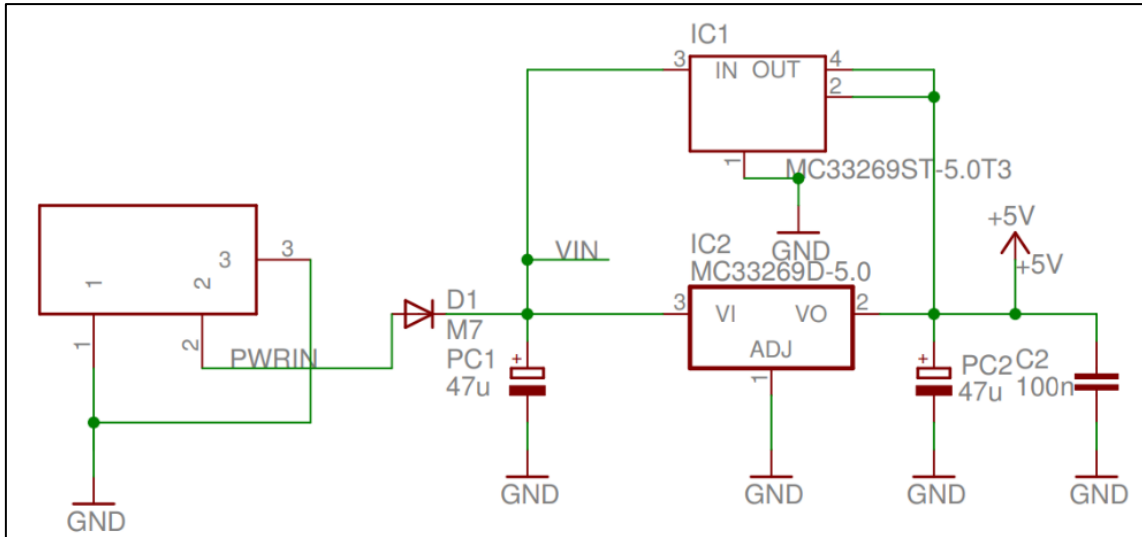 IC1
3
IN OUT
4
2
1
MC33269ST-5.0T3
GND
+5V
+5V
VIN
IC2
MC33269D-5.0
3
VI
VO
2
ADJ
1
3
3
1
2
1
2
PWRIN
D1
M7
PC1
+
47u
+
PC2
47u
C2
100n
GND
GND
GND
GND
GND